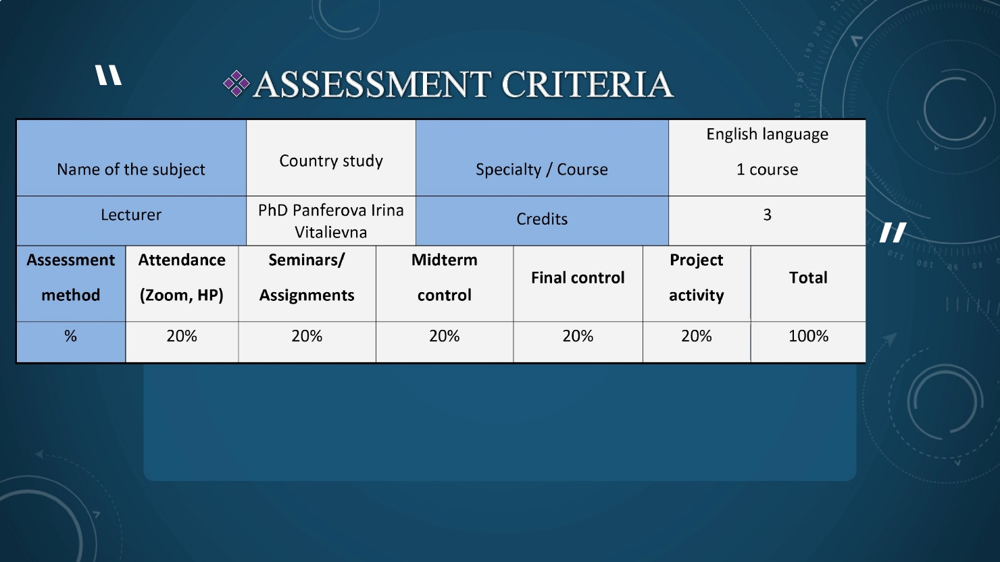 ❖ASSESSMENT CRITERIA
Name of the subject
Country study
Specialty / Course
English language
1 course
Lecturer
PhD Panferova Irina
Vitalievna
Credits
3
Assessment
method
Attendance
(Zoom, HP)
Seminars/
Assignments
Midterm
control
Final control
Project
activity
Total
%
20%
20%
20%
20%
20%
100%